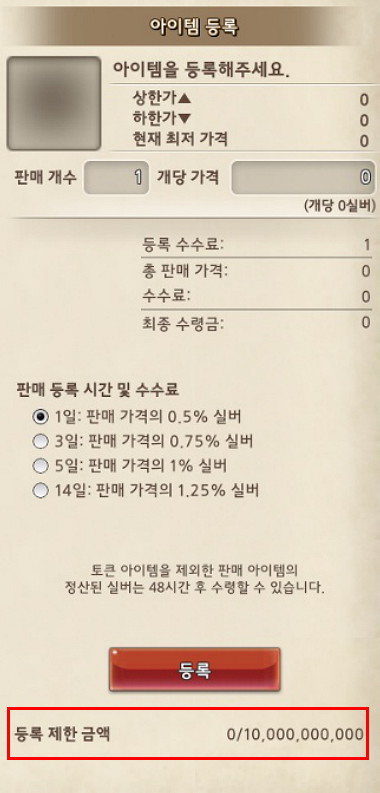 아이템 등록
아이템을 등록해주세요.
상한가▲ 0
하한가▼ 0
현재 최저 가격 0
판매 개수 1 개당 가격 0
(개당 0실버)
등록 수수료: 1
총 판매 가격: 0
수수료: 0
최종 수령금: 0
판매 등록 시간 및 수수료
1일: 판매 가격의 0.5% 실버
3일: 판매 가격의 0.75% 실버
5일: 판매 가격의 1% 실버
14일: 판매 가격의 1.25% 실버
토큰 아이템을 제외한 판매 아이템의
정산된 실버는 48시간 후 수령할 수 있습니다.
등록
등록 제한 금액 0/10,000,000,000